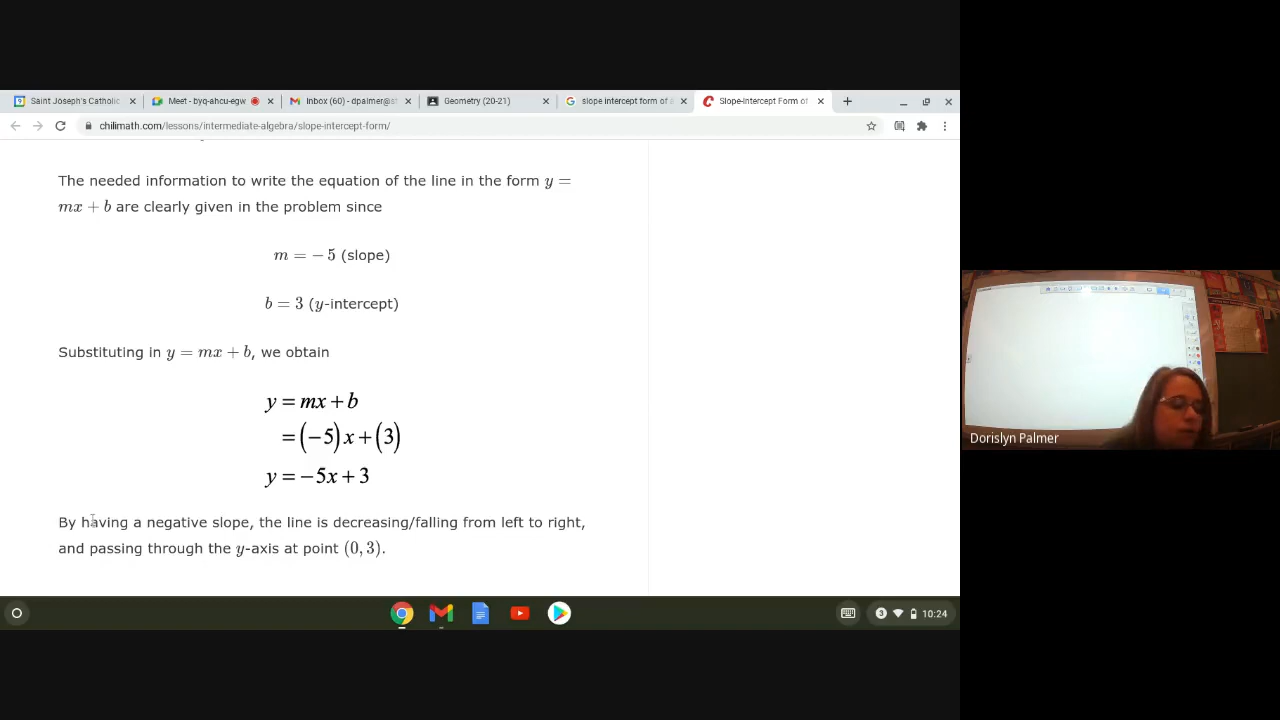 Saint Joseph's Catholic
Meet - byq-ahcu-egw
Inbox (60) - dpalmer@s
Geometry (20-21)
slope intercept form of
Slope-Intercept Form of
chilimath.com/lessons/intermediate-algebra/slope-intercept-form/
The needed information to write the equation of the line in the form y =
mx + b are clearly given in the problem since
m = − 5 (slope)
b = 3 (y-intercept)
Substituting in y = mx + b, we obtain
y = mx + b
= (−5)x + (3)
y = −5x + 3
By having a negative slope, the line is decreasing/falling from left to right,
and passing through the y-axis at point (0, 3).
Dorislyn Palmer
3 10:24